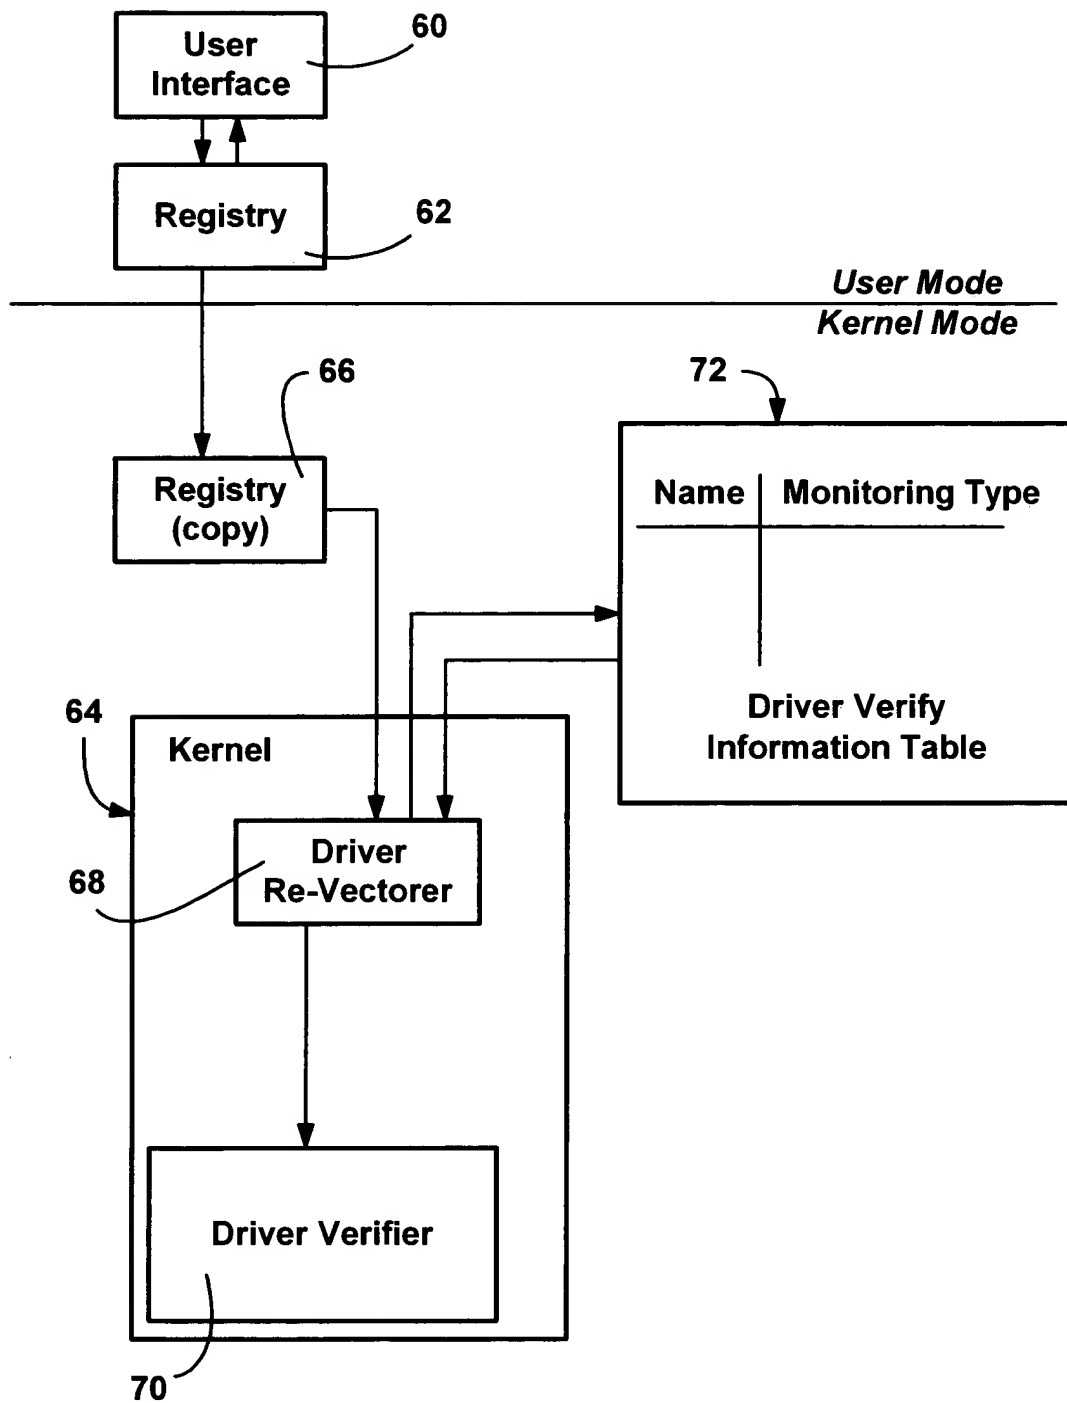 60
User
Interface
Registry
62
User Mode
Kernel Mode
66
72
Registry
(copy)
Name Monitoring Type
Driver Verify
Information Table
64
Kernel
Driver
Re-Vectorer
68
Driver Verifier
70